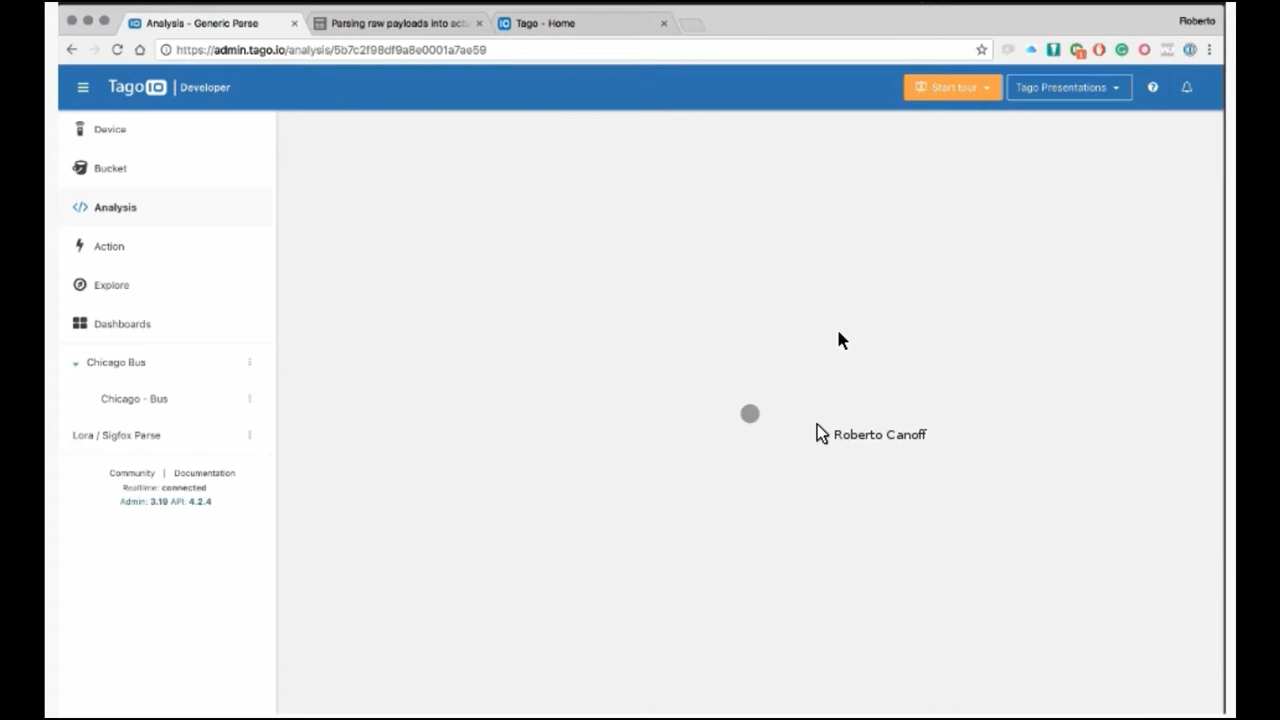 Analysis - Generic Parse
Parsing raw payloads into actu
Tago - Home
Roberto
https://admin.tago.io/analysis/5b7c2f98df9a8e0001a7ae59
TagoIO | Developer
Start tour
Tago Presentations
Device
Bucket
Analysis
Action
Explore
Dashboards
Chicago Bus
Chicago - Bus
Roberto Canoff
Lora / Sigfox Parse
Community | Documentation
Realtime: connected
Admin: 3.19 API: 4.2.4